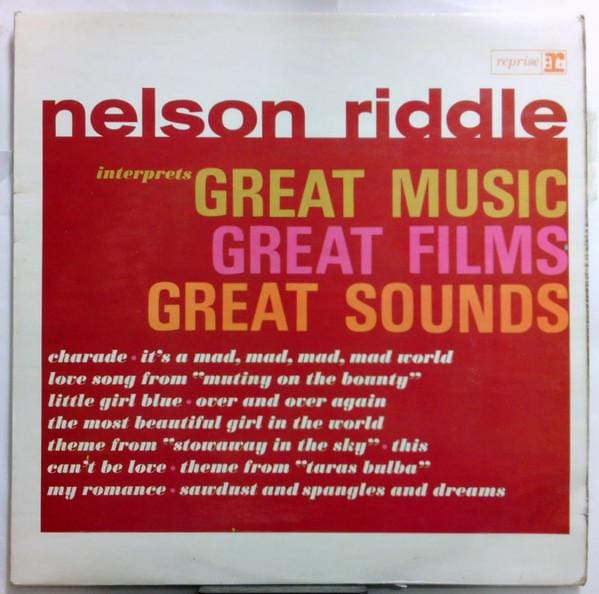 reprise
nelson riddle
interprets GREAT MUSIC
GREAT FILMS
GREAT SOUNDS
charade • it's a mad, mad, mad, mad world
love song from "mutiny on the bounty"
little girl blue • over and over again
the most beautiful girl in the world
theme from "stowaway in the sky" • this
can't be love • theme from "taras bulba"
my romance • sawdust and spangles and dreams